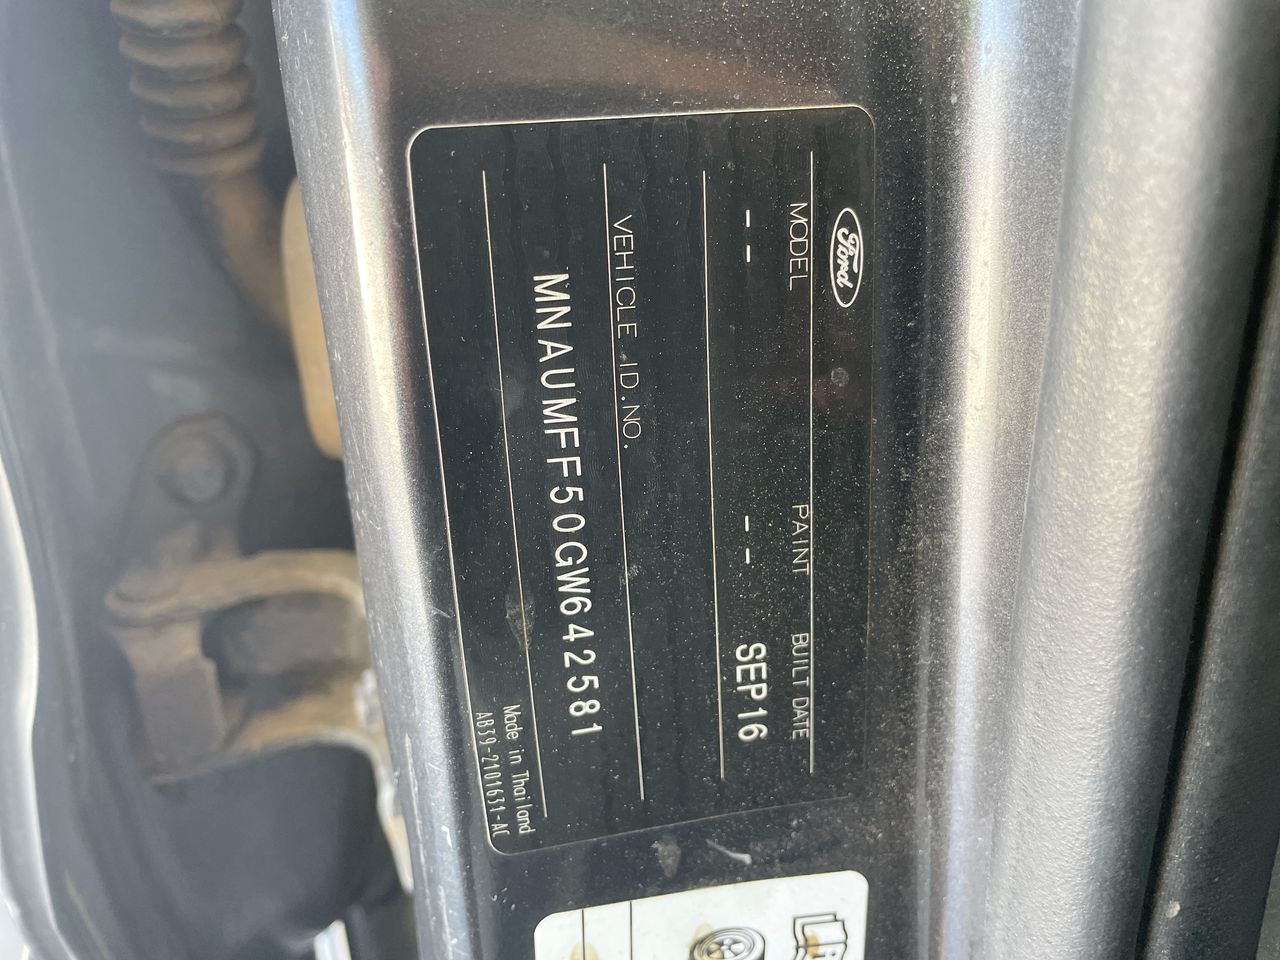 Ford
MODEL PAINT BUILT DATE
-- -- SEP16
VEHICLE ID.NO.
MNAUMFF50GW642581
Made in Thailand
AB39-2101631-AC